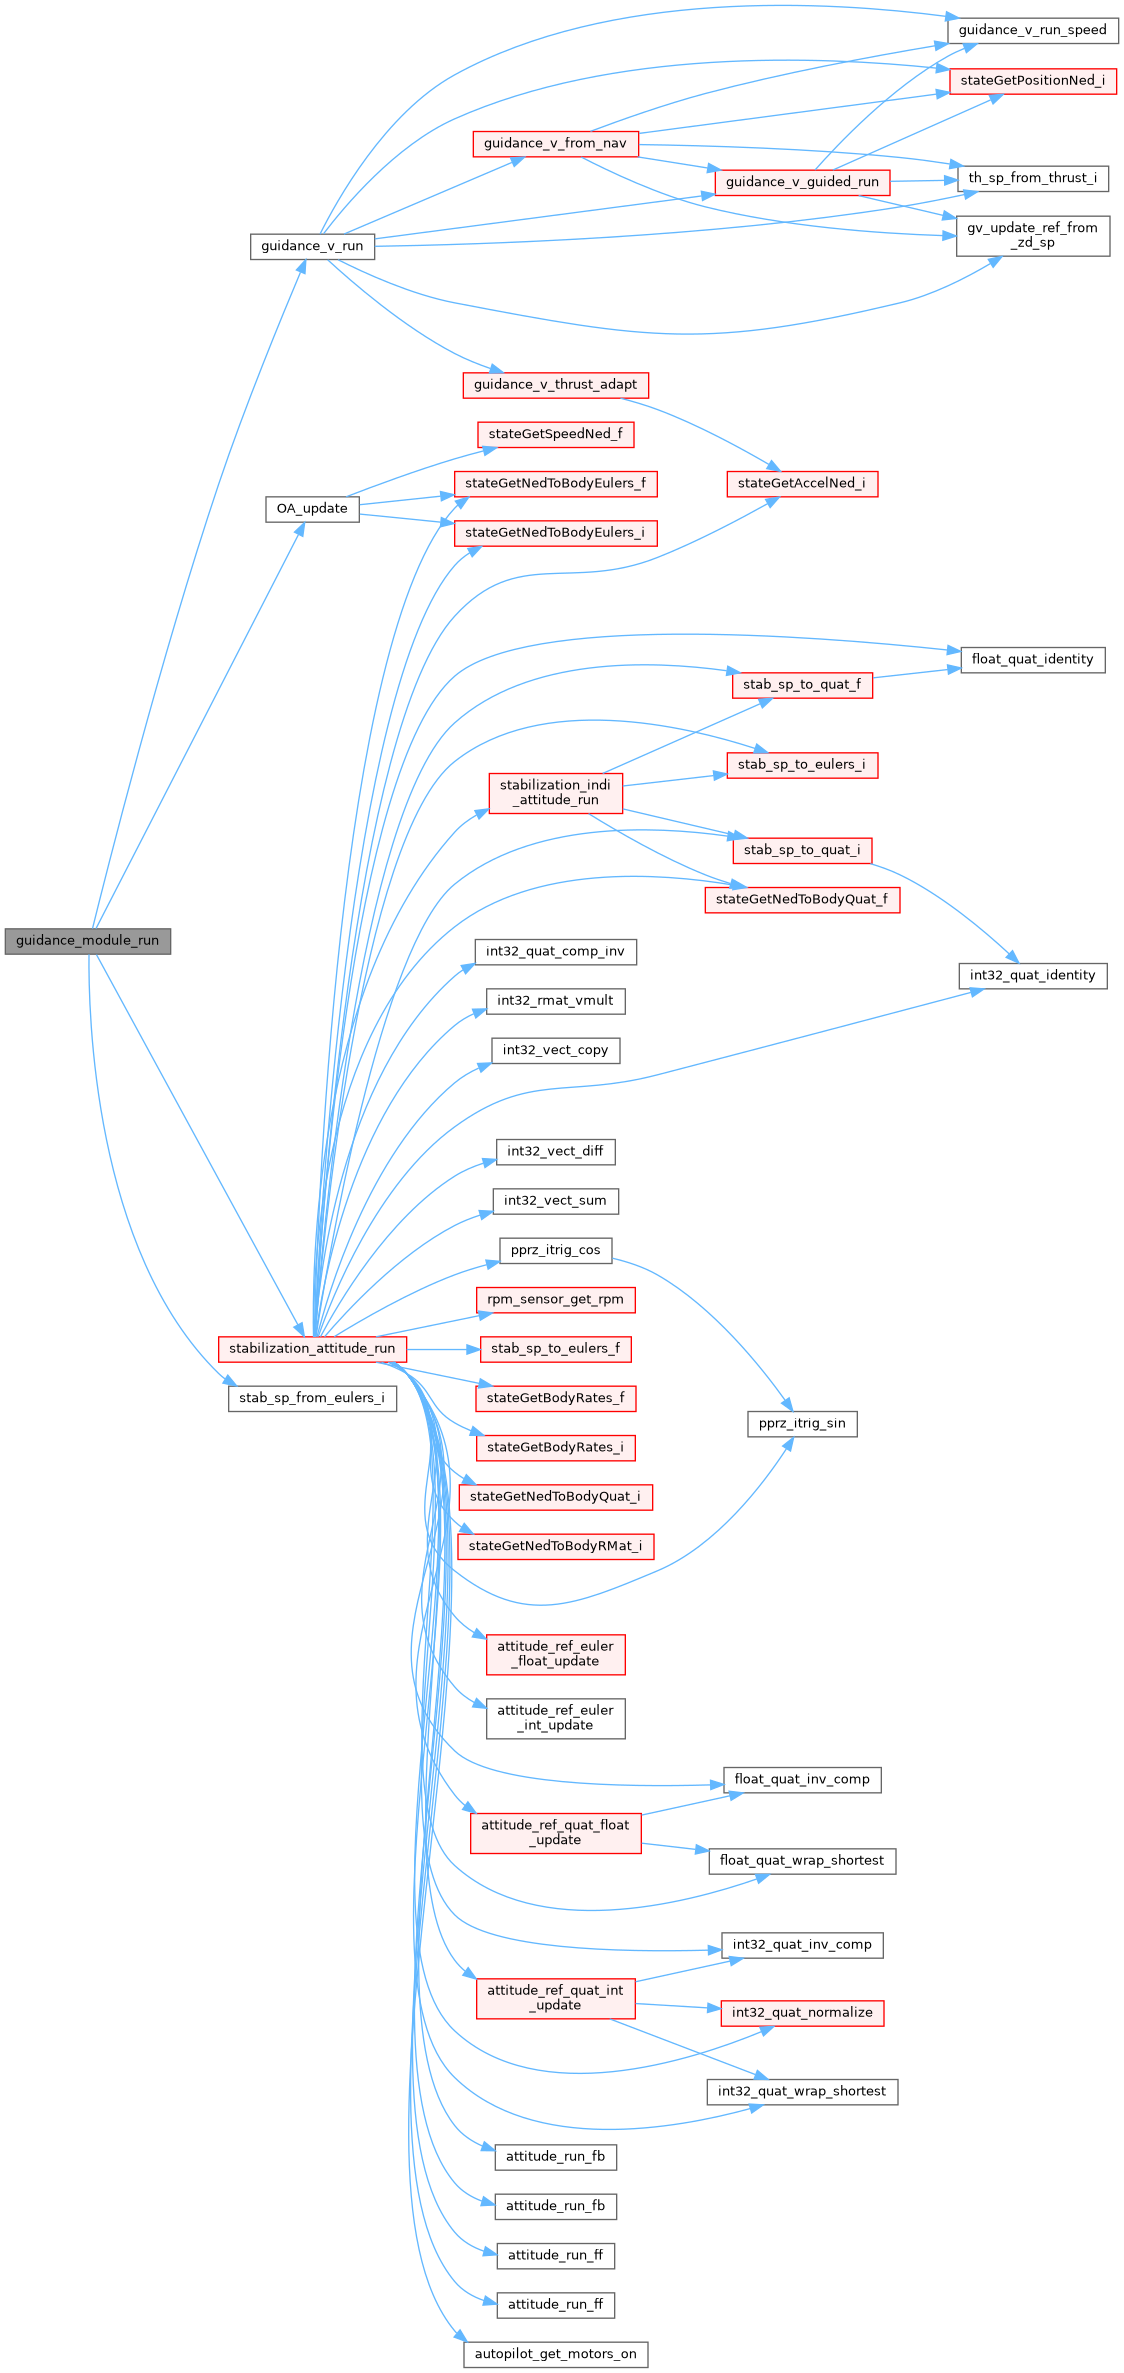 guidance_v_run_speed
stateGetPositionNed_i
guidance_v_from_nav
th_sp_from_thrust_i
guidance_v_guided_run
gv_update_ref_from
_zd_sp
guidance_v_run
guidance_v_thrust_adapt
stateGetSpeedNed_f
stateGetNedToBodyEulers_f
stateGetAccelNed_i
OA_update
stateGetNedToBodyEulers_i
float_quat_identity
stab_sp_to_quat_f
stab_sp_to_eulers_i
stabilization_indi
_attitude_run
stab_sp_to_quat_i
stateGetNedToBodyQuat_f
guidance_module_run
int32_quat_comp_inv
int32_quat_identity
int32_rmat_vmult
int32_vect_copy
int32_vect_diff
int32_vect_sum
pprz_itrig_cos
rpm_sensor_get_rpm
stabilization_attitude_run
stab_sp_to_eulers_f
stab_sp_from_eulers_i
stateGetBodyRates_f
pprz_itrig_sin
stateGetBodyRates_i
stateGetNedToBodyQuat_i
stateGetNedToBodyRMat_i
attitude_ref_euler
_float_update
attitude_ref_euler
_int_update
float_quat_inv_comp
attitude_ref_quat_float
_update
float_quat_wrap_shortest
int32_quat_inv_comp
attitude_ref_quat_int
_update
int32_quat_normalize
int32_quat_wrap_shortest
attitude_run_fb
attitude_run_fb
attitude_run_ff
attitude_run_ff
autopilot_get_motors_on